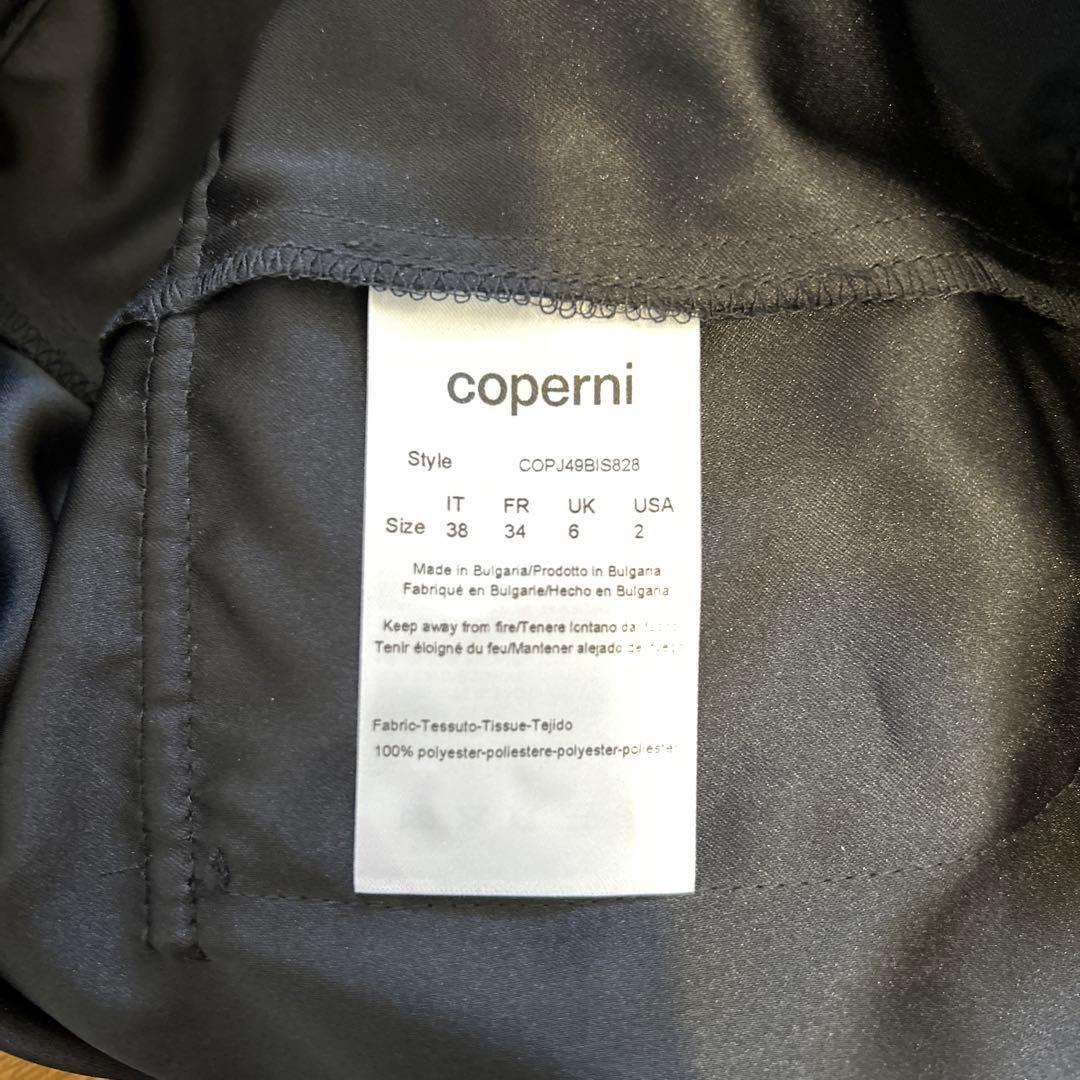 coperni
Style COPJ49BIS828
IT FR UK USA
Size 38 34 6 2
Made in Bulgaria/Prodotto in Bulgaria
Fabriqué en Bulgarie/Hecho en Bulgaria
Keep away from fire/Tenere lontano da
Tenir éloigné du feu/Mantener alejado
Fabric-Tessuto-Tissue-Tejido
100% polyester-poliestere-polyester-poliester